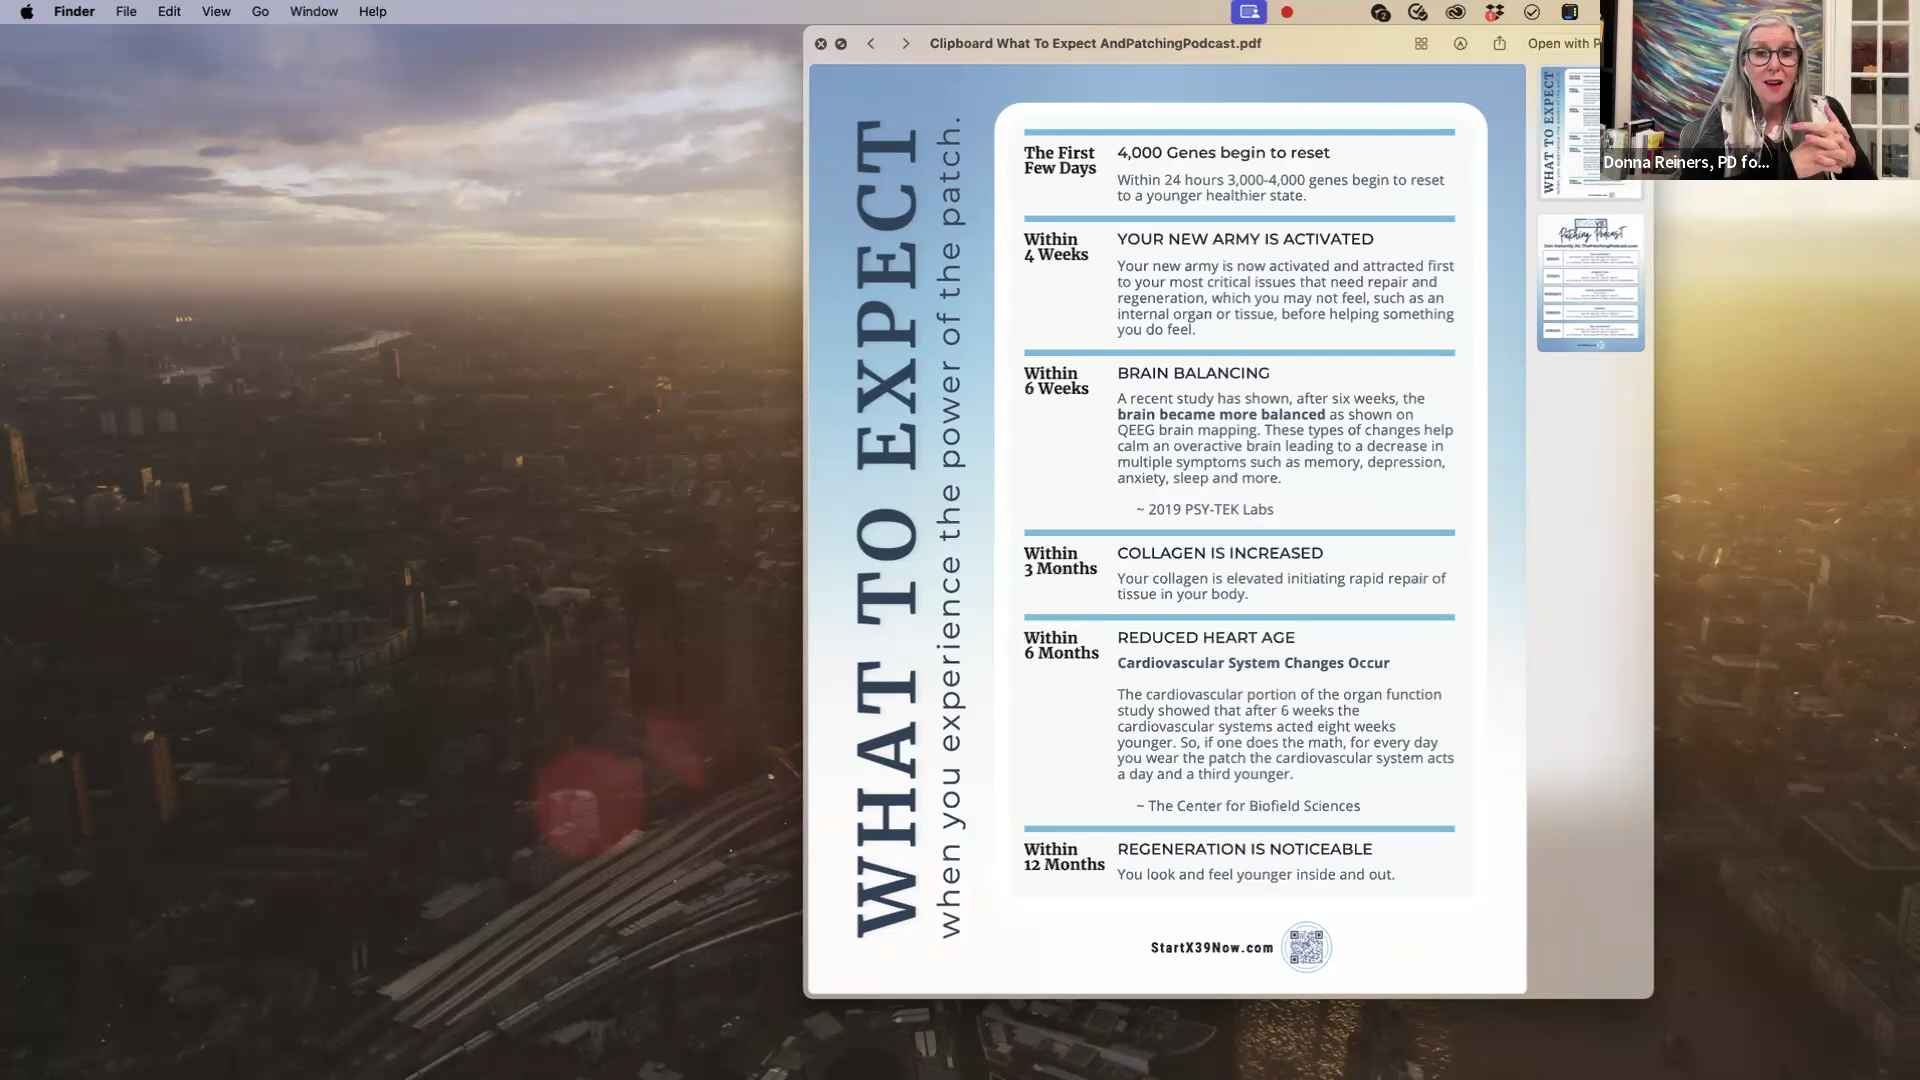 Finder File Edit View Go Window Help
Clipboard What To Expect AndPatchingPodcast.pdf
Open with P
Donna Reiners, PD fo...
WHAT TO EXPECT
when you experience the power of the patch.
The First
Few Days
4,000 Genes begin to reset
Within 24 hours 3,000-4,000 genes begin to reset
to a younger healthier state.
Within
4 Weeks
YOUR NEW ARMY IS ACTIVATED
Your new army is now activated and attracted first
to your most critical issues that need repair and
regeneration, which you may not feel, such as an
internal organ or tissue, before helping something
you do feel.
Within
6 Weeks
BRAIN BALANCING
A recent study has shown, after six weeks, the
brain became more balanced as shown on
QEEG brain mapping. These types of changes help
calm an overactive brain leading to a decrease in
multiple symptoms such as memory, depression,
anxiety, sleep and more.
~ 2019 PSY-TEK Labs
Within
3 Months
COLLAGEN IS INCREASED
Your collagen is elevated initiating rapid repair of
tissue in your body.
Within
6 Months
REDUCED HEART AGE
Cardiovascular System Changes Occur
The cardiovascular portion of the organ function
study showed that after 6 weeks the
cardiovascular systems acted eight weeks
younger. So, if one does the math, for every day
you wear the patch the cardiovascular system acts
a day and a third younger.
~ The Center for Biofield Sciences
Within
12 Months
REGENERATION IS NOTICEABLE
You look and feel younger inside and out.
StartX39Now.com
WHAT TO EXPECT
Patching Podcast